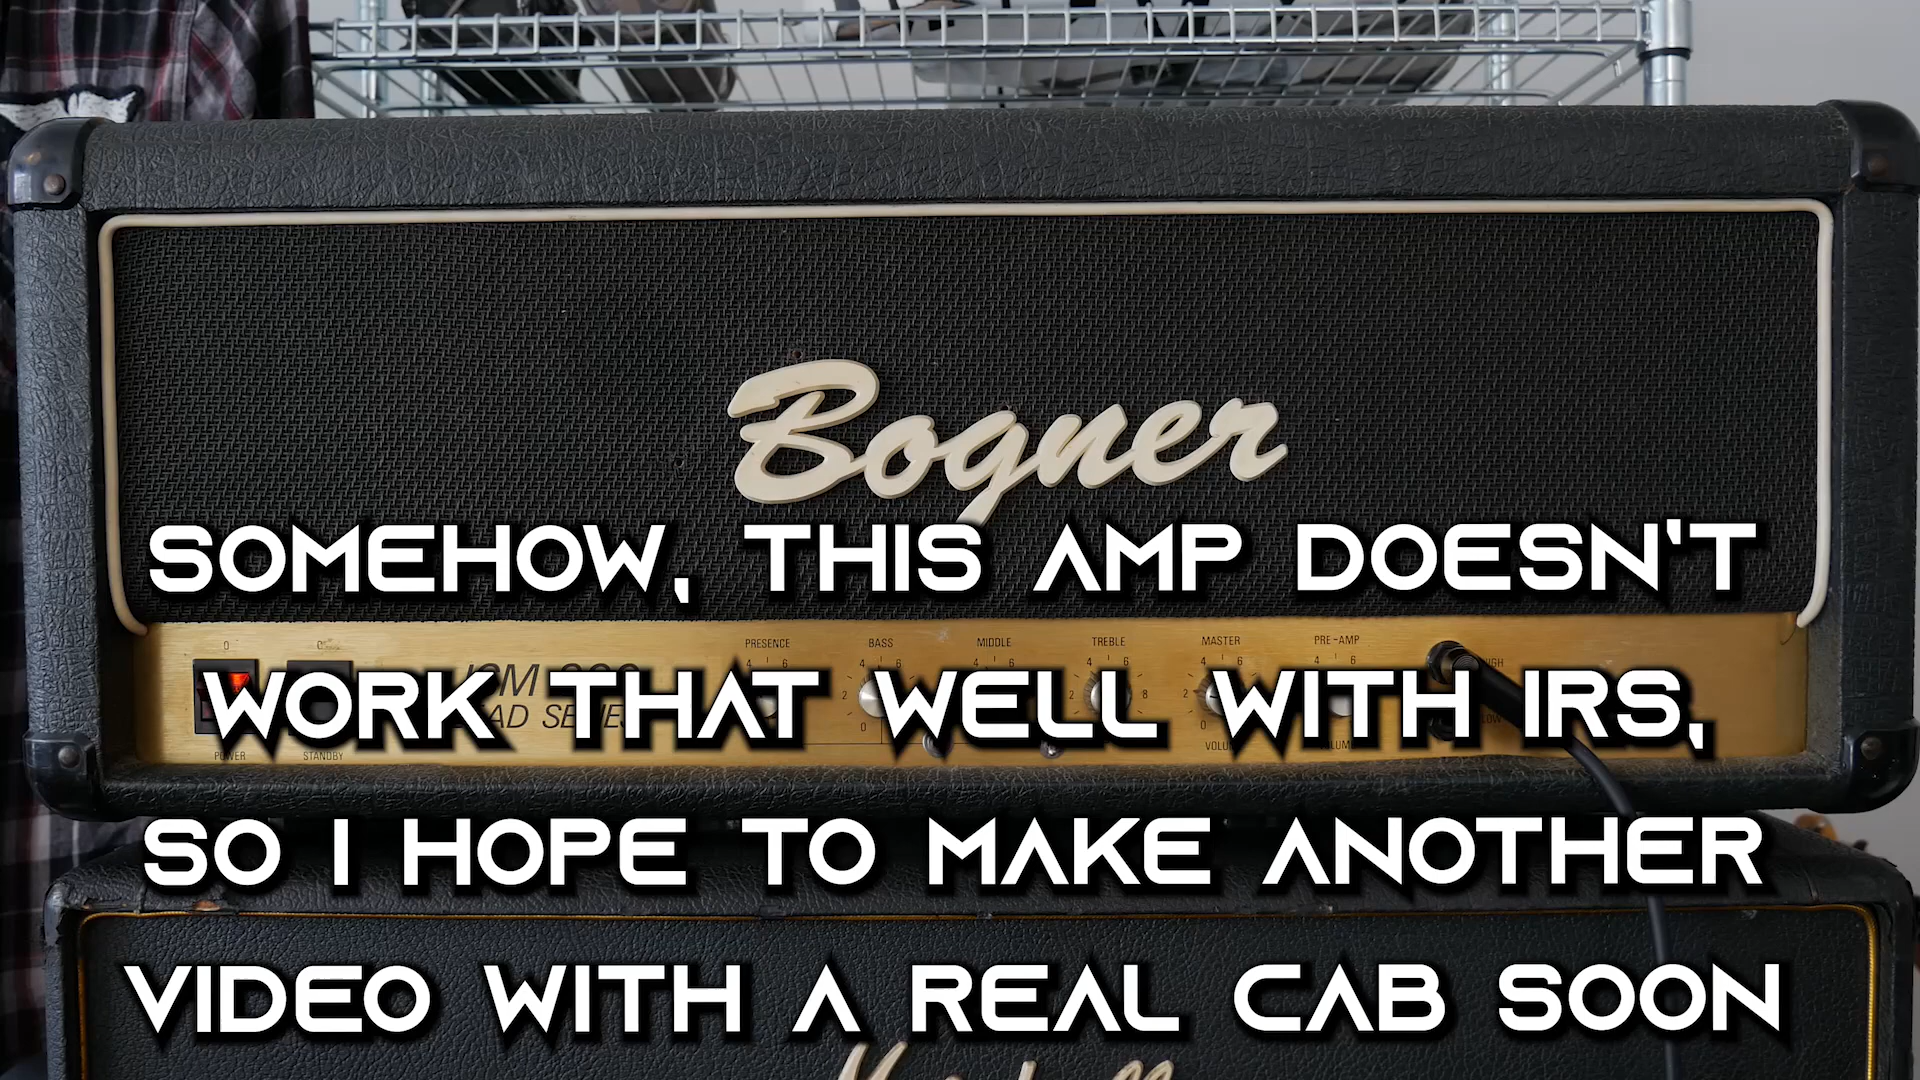 Bogner
SOMEHOW, THIS AMP DOESN'T
PRESENCE BASS MIDDLE TREBLE MASTER PRE-AMP
WORK THAT WELL WITH IRS,
POWER STANDBY
SO I HOPE TO MAKE ANOTHER
VIDEO WITH A REAL CAB SOON